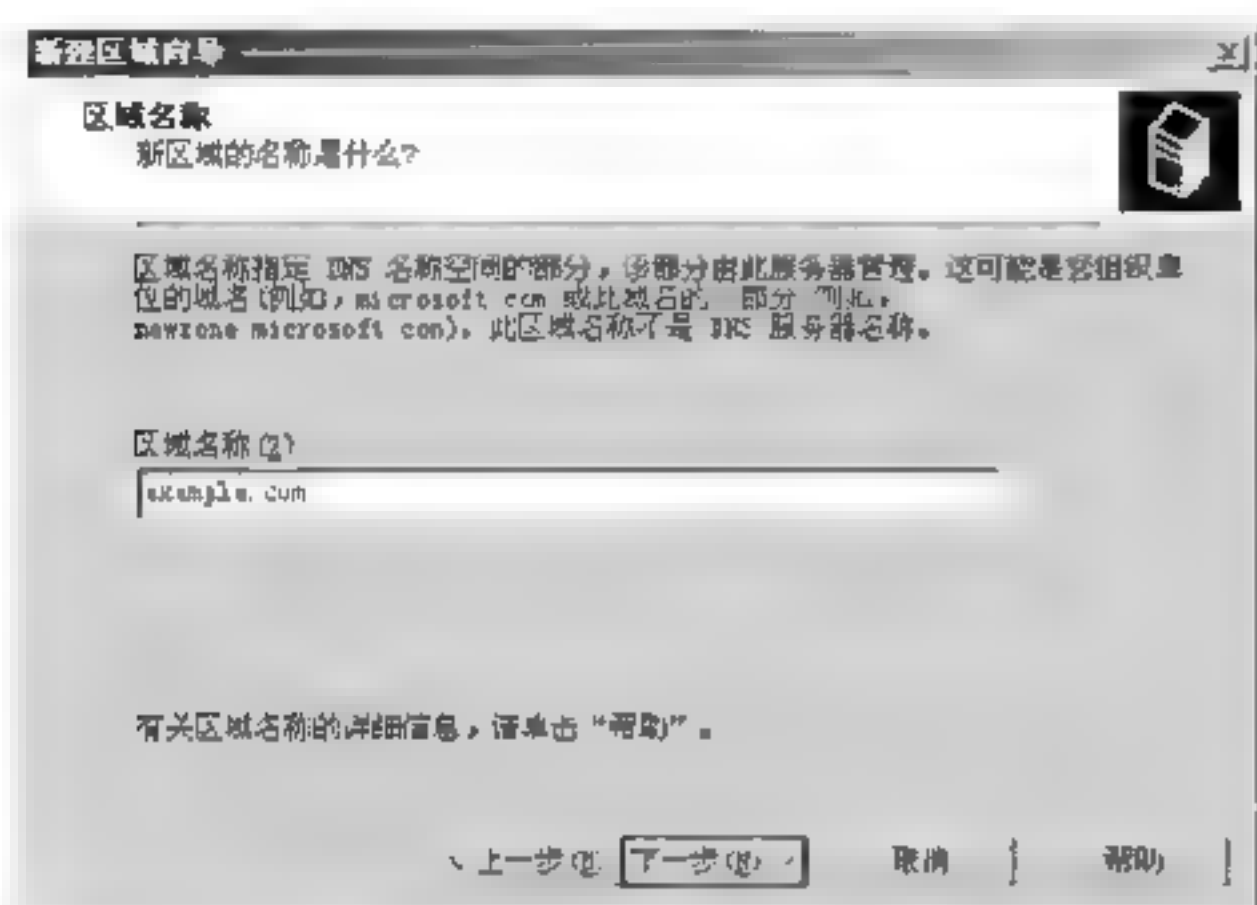 新建区域向导
区域名称
新区域的名称是什么?
区域名称指定 DNS 名称空间的部分，该部分由此服务器管理。这可能是您组织单
位的域名(例如，microsoft com 或此域名的一部分 例如，
newzone microsoft com)。此区域名称不是 DNS 服务器名称。
区域名称(Z)
example.com
有关区域名称的详细信息，请单击“帮助”。
上一步(B) 下一步(N) 取消 帮助